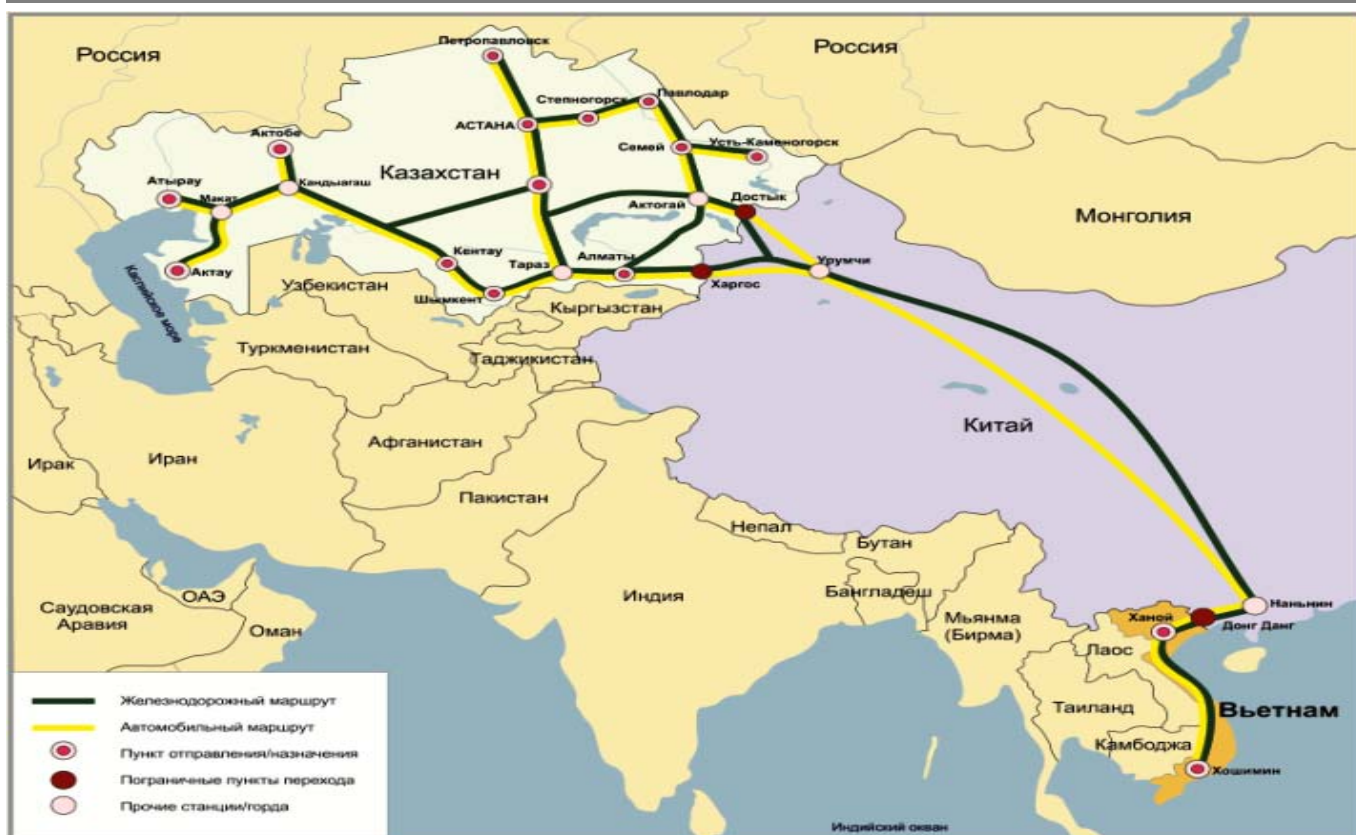 Россия
Россия
Петропавловск
Степногорск
Павлодар
АСТАНА
Актобе
Семей
Усть-Каменогорск
Казахстан
Атырау
Макат
Кандыагаш
Актогай
Достык
Монголия
Актау
Кентау
Тараз
Алматы
Харгос
Урумчи
Узбекистан
Шымкент
Каспийское море
Кыргызстан
Туркменистан
Таджикистан
Китай
Афганистан
Ирак
Иран
Пакистан
Непал
Бутан
Саудовская
Аравия
ОАЭ
Оман
Индия
Бангладеш
Мьянма
(Бирма)
Ханой
Наньнин
Донг Данг
Лаос
Таиланд
Вьетнам
Камбоджа
Хошимин
Индийский океан
Железнодорожный маршрут
Автомобильный маршрут
Пункт отправления/назначения
Пограничные пункты перехода
Прочие станции/горда